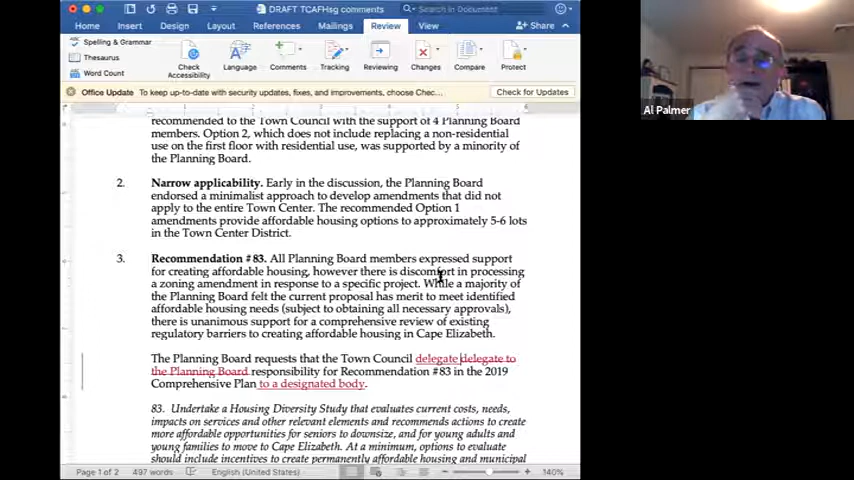 DRAFT TCAFHsg comments
Search in Document
Home Insert Design Layout References Mailings Review View Share
Spelling & Grammar
Thesaurus
Word Count
Check Accessibility
Language
Comments
Tracking
Reviewing
Changes
Compare
Protect
Office Update To keep up-to-date with security updates, fixes, and improvements, choose Chec... Check for Updates
Al Palmer
recommended to the Town Council with the support of 4 Planning Board
members. Option 2, which does not include replacing a non-residential
use on the first floor with residential use, was supported by a minority of
the Planning Board.
2. Narrow applicability. Early in the discussion, the Planning Board
endorsed a minimalist approach to develop amendments that did not
apply to the entire Town Center. The recommended Option 1
amendments provide affordable housing options to approximately 5-6 lots
in the Town Center District.
3. Recommendation #83. All Planning Board members expressed support
for creating affordable housing, however there is discomfort in processing
a zoning amendment in response to a specific project. While a majority of
the Planning Board felt the current proposal has merit to meet identified
affordable housing needs (subject to obtaining all necessary approvals),
there is unanimous support for a comprehensive review of existing
regulatory barriers to creating affordable housing in Cape Elizabeth.
The Planning Board requests that the Town Council delegate delegate to
the Planning Board responsibility for Recommendation #83 in the 2019
Comprehensive Plan to a designated body.
83. Undertake a Housing Diversity Study that evaluates current costs, needs,
impacts on services and other relevant elements and recommends actions to create
more affordable opportunities for seniors to downsize, and for young adults and
young families to move to Cape Elizabeth. At a minimum, options to evaluate
should include incentives to create permanently affordable housing and municipal
Page 1 of 2 497 words English (United States) 140%